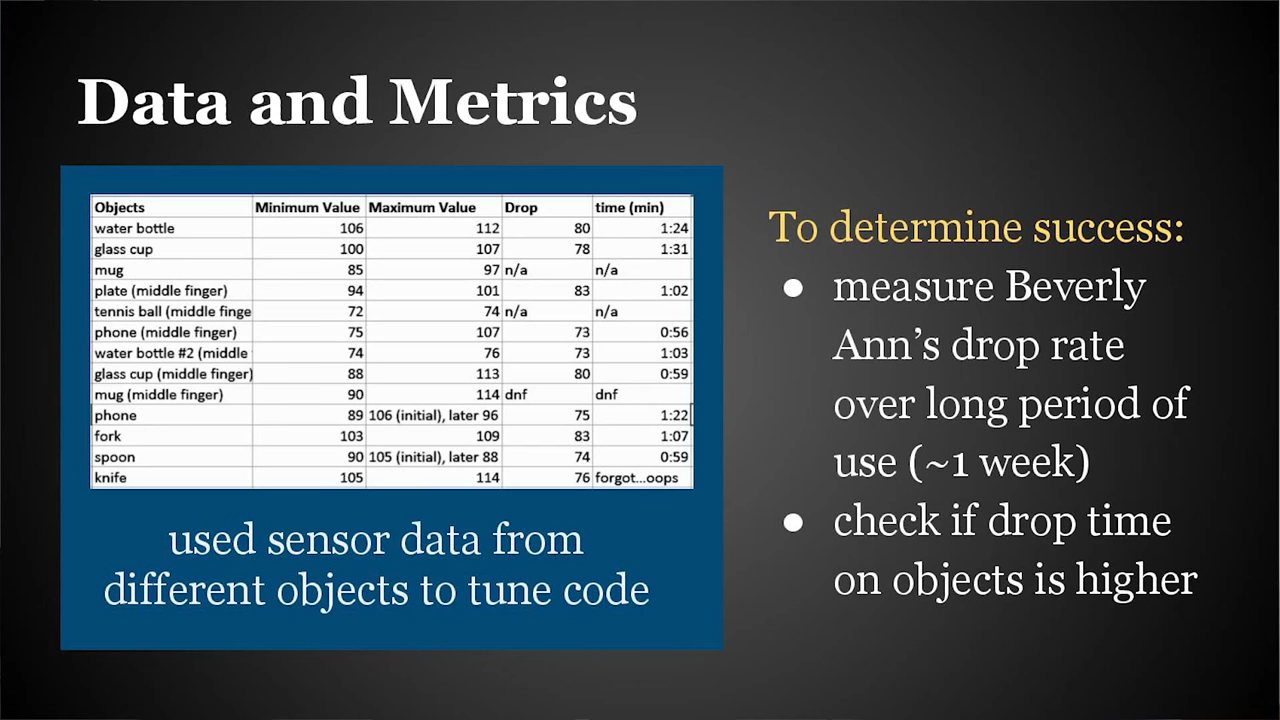 Data and Metrics
Objects Minimum Value Maximum Value Drop time (min)
water bottle 106 112 80 1:24
glass cup 100 107 78 1:31
mug 85 97 n/a n/a
plate (middle finger) 94 101 83 1:02
tennis ball (middle finge 72 74 n/a n/a
phone (middle finger) 75 107 73 0:56
water bottle #2 (middle 74 76 73 1:03
glass cup (middle finger) 88 113 80 0:59
mug (middle finger) 90 114 dnf dnf
phone 89 106 (initial), later 96 75 1:22
fork 103 109 83 1:07
spoon 90 105 (initial), later 88 74 0:59
knife 105 114 76 forgot...oops
used sensor data from
different objects to tune code
To determine success:
● measure Beverly
Ann’s drop rate
over long period of
use (~1 week)
● check if drop time
on objects is higher